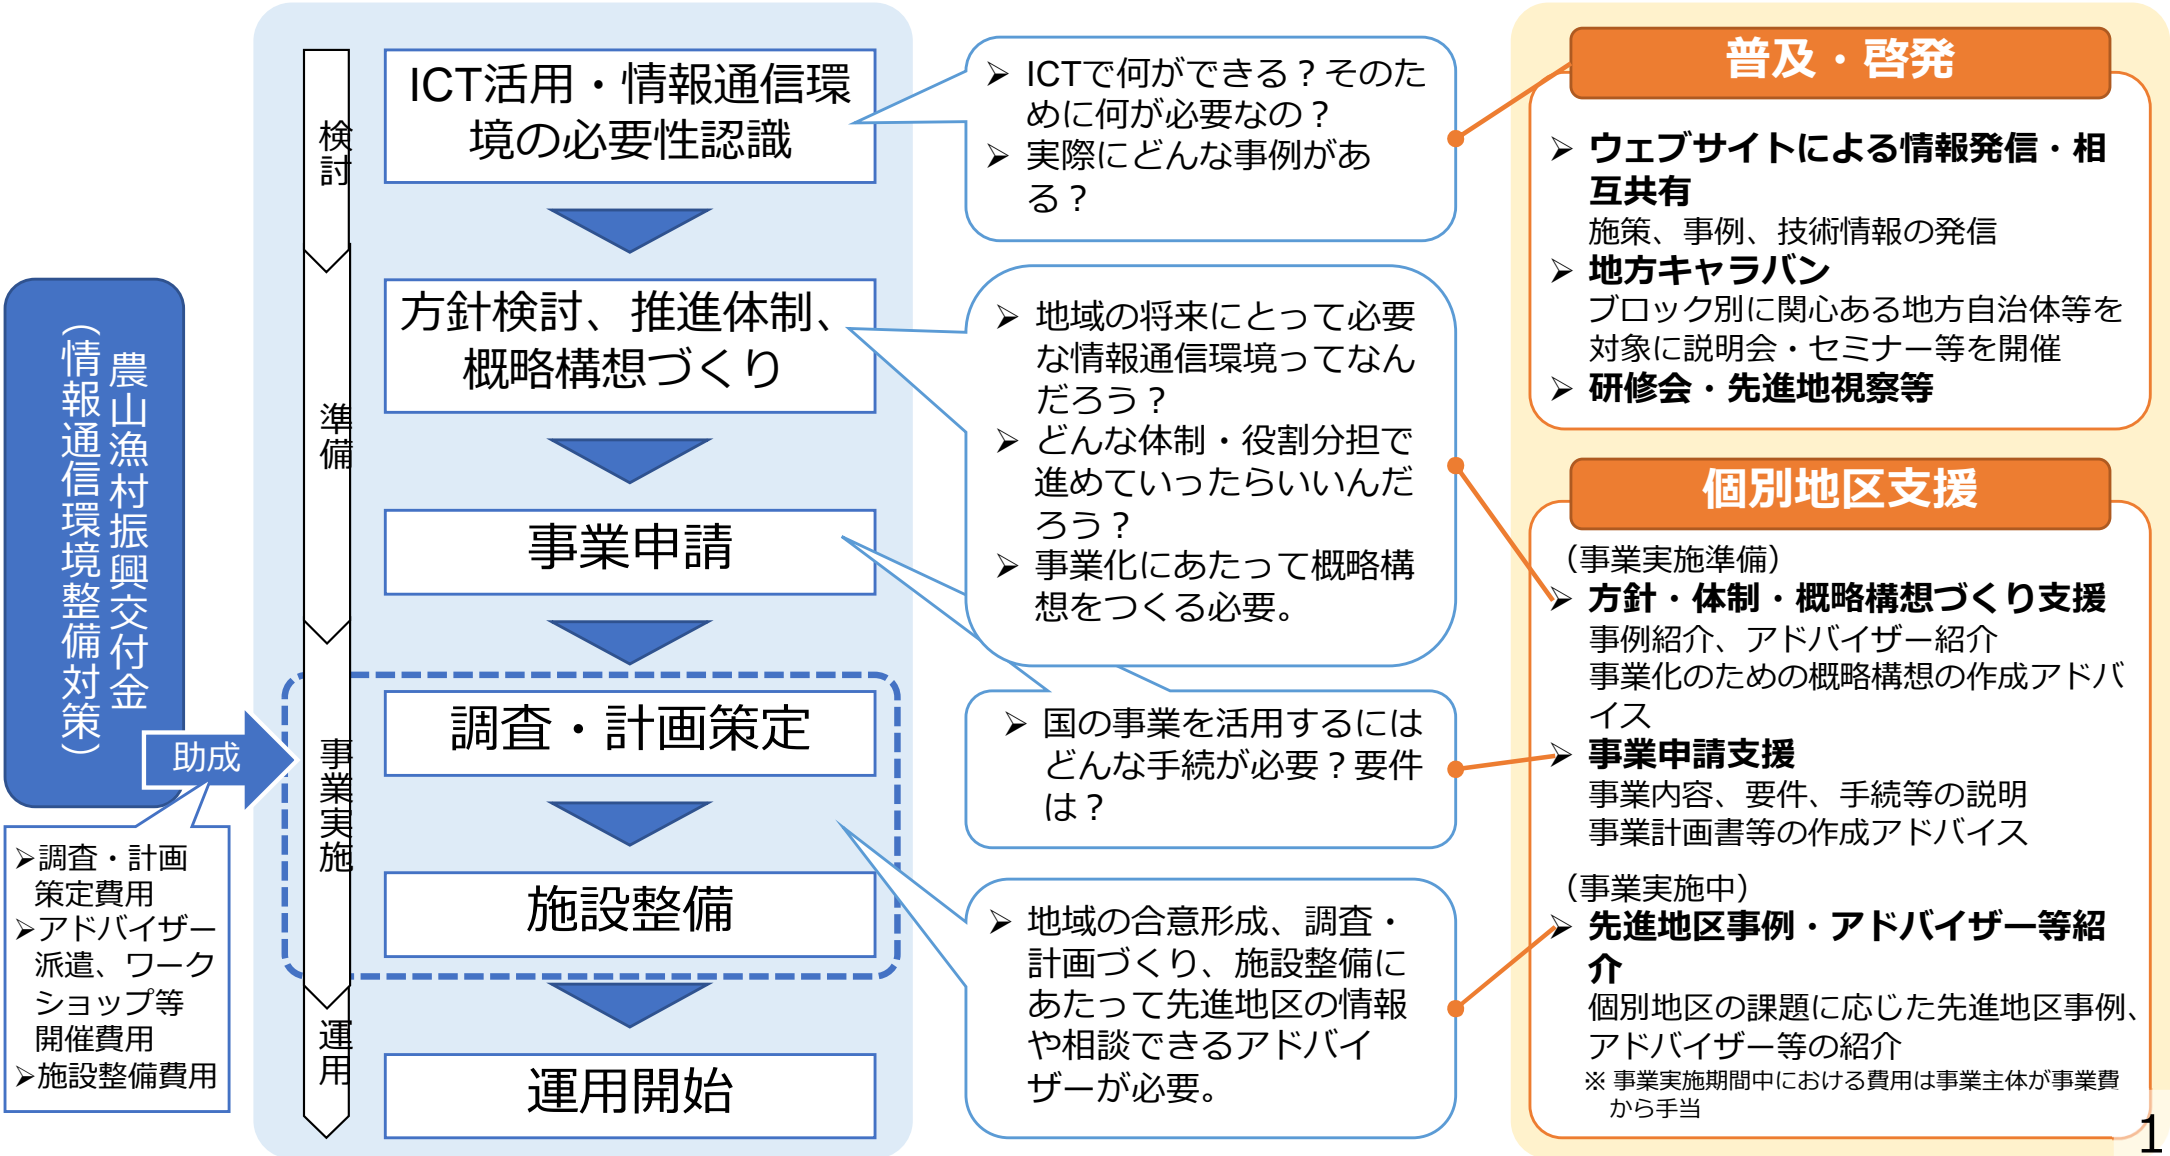 農山漁村振興交付金
（情報通信環境整備対策）
助成
➢調査・計画
策定費用
➢アドバイザー
派遣、ワーク
ショップ等
開催費用
➢施設整備費用
検討
準備
事業実施
運用
ICT活用・情報通信環
境の必要性認識
方針検討、推進体制、
概略構想づくり
事業申請
調査・計画策定
施設整備
運用開始
➢ ICTで何ができる？そのた
めに何が必要なの？
➢ 実際にどんな事例があ
る？
➢ 地域の将来にとって必要
な情報通信環境ってなん
だろう？
➢ どんな体制・役割分担で
進めていったらいいんだ
ろう？
➢ 事業化にあたって概略構
想をつくる必要。
➢ 国の事業を活用するには
どんな手続が必要？要件
は？
➢ 地域の合意形成、調査・
計画づくり、施設整備に
あたって先進地区の情報
や相談できるアドバイ
ザーが必要。
普及・啓発
➢ ウェブサイトによる情報発信・相
互共有
施策、事例、技術情報の発信
➢ 地方キャラバン
ブロック別に関心ある地方自治体等を
対象に説明会・セミナー等を開催
➢ 研修会・先進地視察等
個別地区支援
（事業実施準備）
➢ 方針・体制・概略構想づくり支援
事例紹介、アドバイザー紹介
事業化のための概略構想の作成アドバ
イス
➢ 事業申請支援
事業内容、要件、手続等の説明
事業計画書等の作成アドバイス
（事業実施中）
➢ 先進地区事例・アドバイザー等紹
介
個別地区の課題に応じた先進地区事例、
アドバイザー等の紹介
※ 事業実施期間中における費用は事業主体が事業費
から手当
1